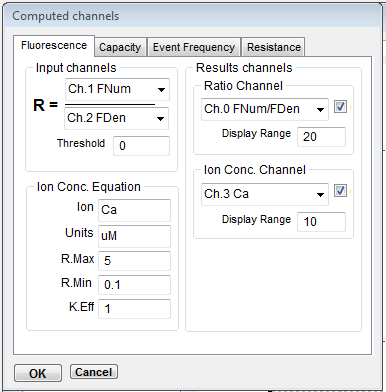 Computed channels
Fluorescence Capacity Event Frequency Resistance
Input channels
R =
Ch.1 FNum
Ch.2 FDen
Threshold 0
Ion Conc. Equation
Ion Ca
Units uM
R.Max 5
R.Min 0.1
K.Eff 1
Results channels
Ratio Channel
Ch.0 FNum/FDen
Display Range 20
Ion Conc. Channel
Ch.3 Ca
Display Range 10
OK Cancel